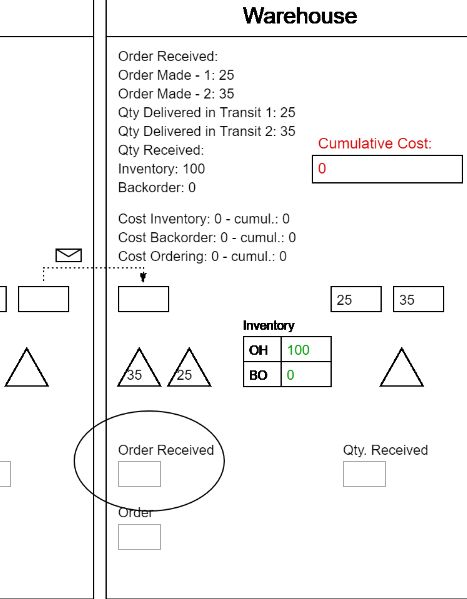 Warehouse
Order Received:
Order Made - 1: 25
Order Made - 2: 35
Qty Delivered in Transit 1: 25
Qty Delivered in Transit 2: 35
Qty Received:
Inventory: 100
Backorder: 0
Cumulative Cost:
0
Cost Inventory: 0 - cumul.: 0
Cost Backorder: 0 - cumul.: 0
Cost Ordering: 0 - cumul.: 0
25 35
Inventory
OH 100
BO 0
35 25
Order Received Qty. Received
Order